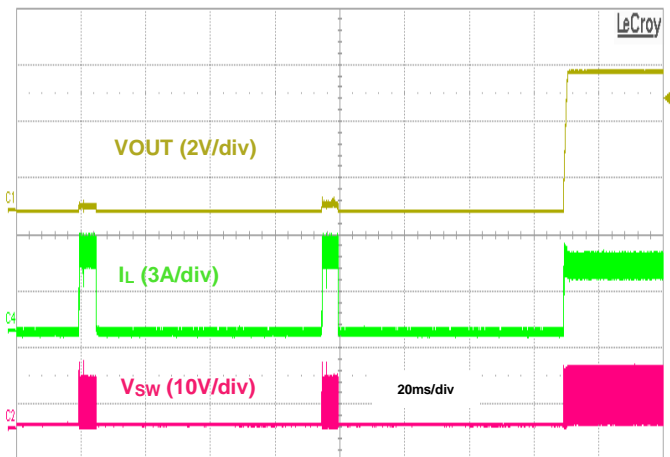 LeCroy
VOUT (2V/div)
C1
IL (3A/div)
C4
VSW (10V/div)
20ms/div
C2